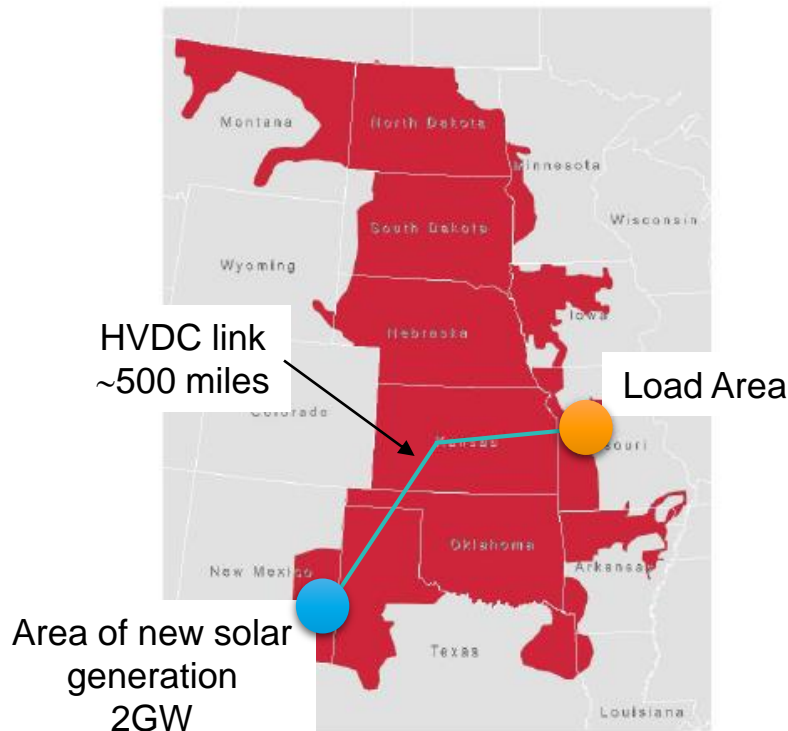 Montana
North Dakota
Minnesota
Wisconsin
South Dakota
Wyoming
Iowa
Nebraska
HVDC link
~500 miles
Load Area
Colorado
Kansas
souri
Oklahoma
New Mexico
Arkansas
Area of new solar
generation
2GW
Texas
Louisiana